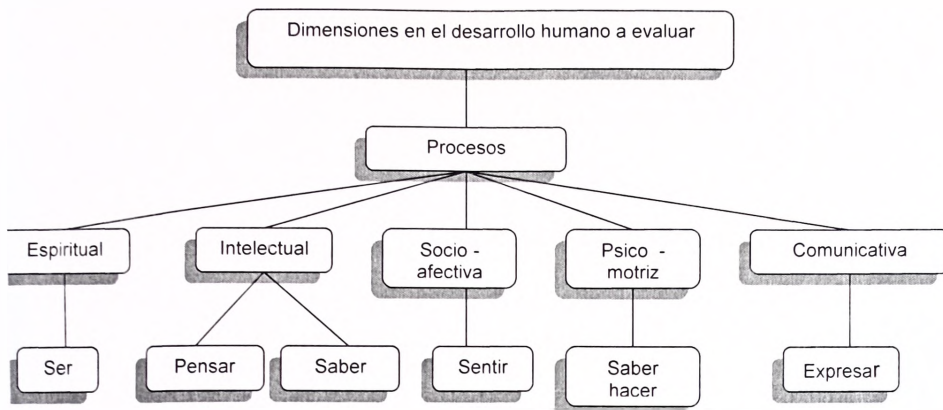 Dimensiones en el desarrollo humano a evaluar
Procesos
Espiritual
Intelectual
Socio -
afectiva
Psico -
motriz
Comunicativa
Ser
Pensar
Saber
Sentir
Saber
hacer
Expresar